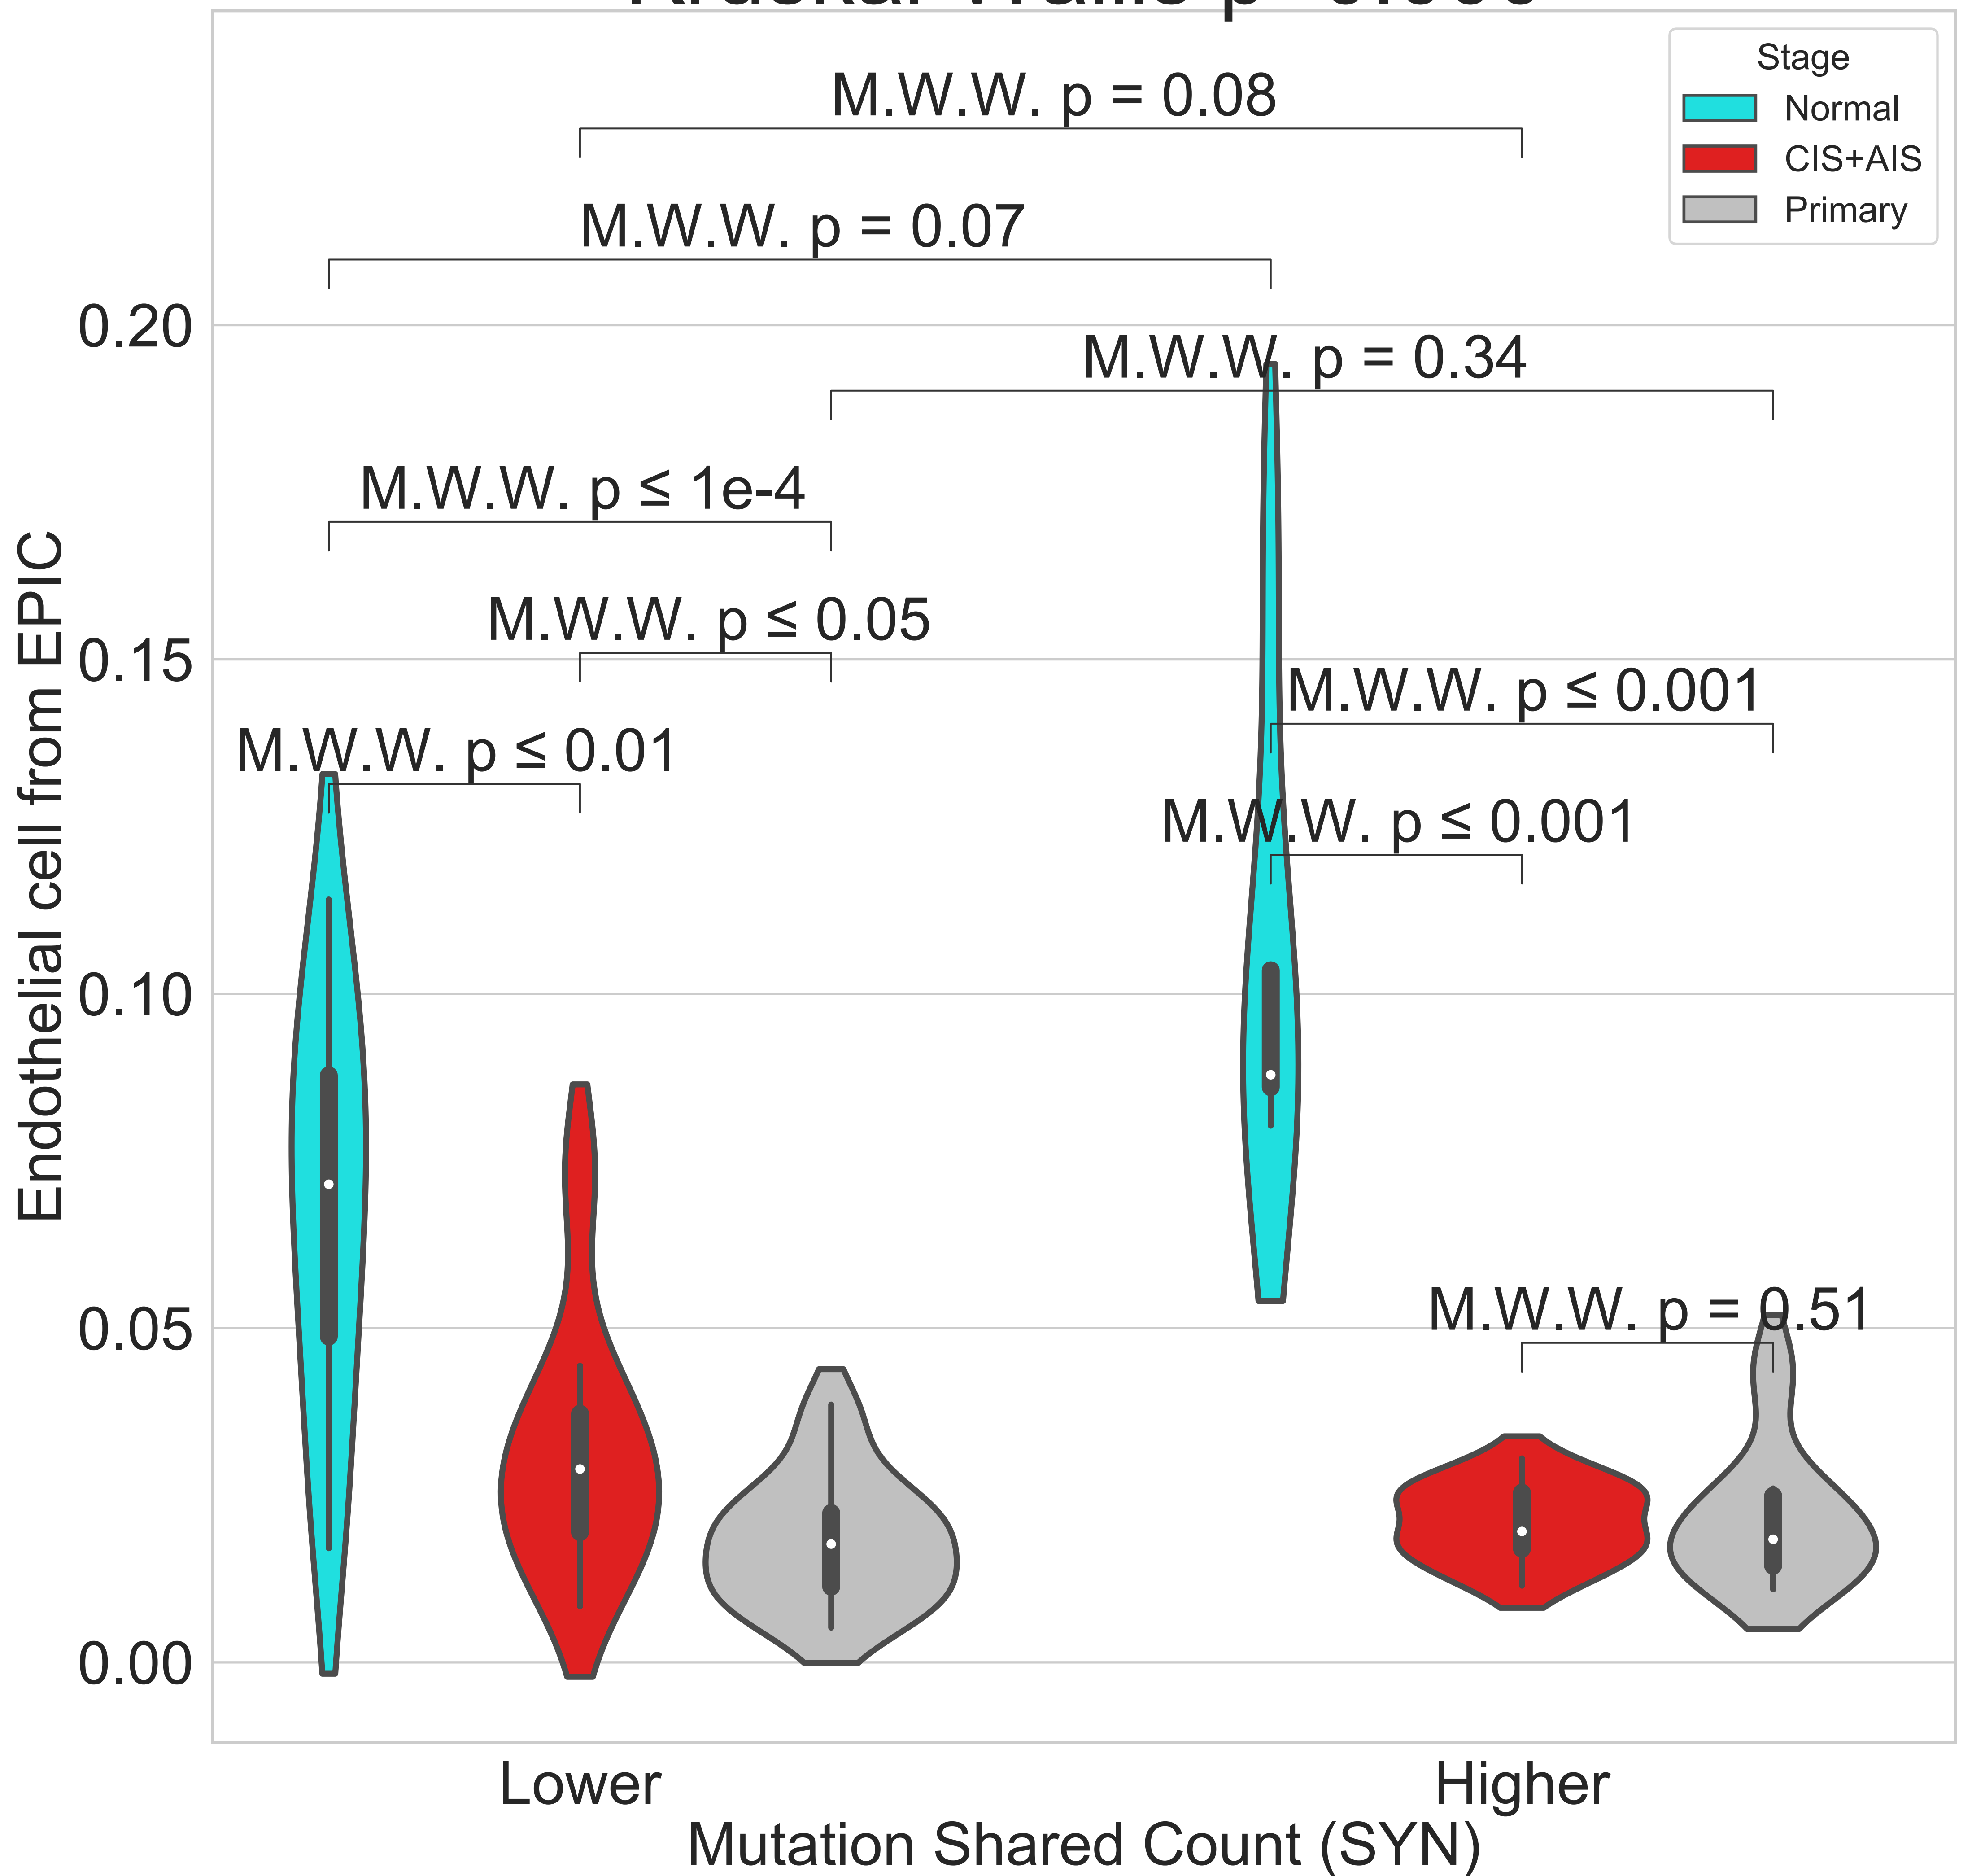 Stage
Normal
CIS+AIS
Primary
M.W.W. p = 0.08
M.W.W. p = 0.07
M.W.W. p = 0.34
M.W.W. p ≤ 1e-4
M.W.W. p ≤ 0.05
M.W.W. p ≤ 0.001
M.W.W. p ≤ 0.01
M.W.W. p ≤ 0.001
M.W.W. p = 0.51
Endothelial cell from EPIC
0.20
0.15
0.10
0.05
0.00
Lower
Higher
Mutation Shared Count (SYN)